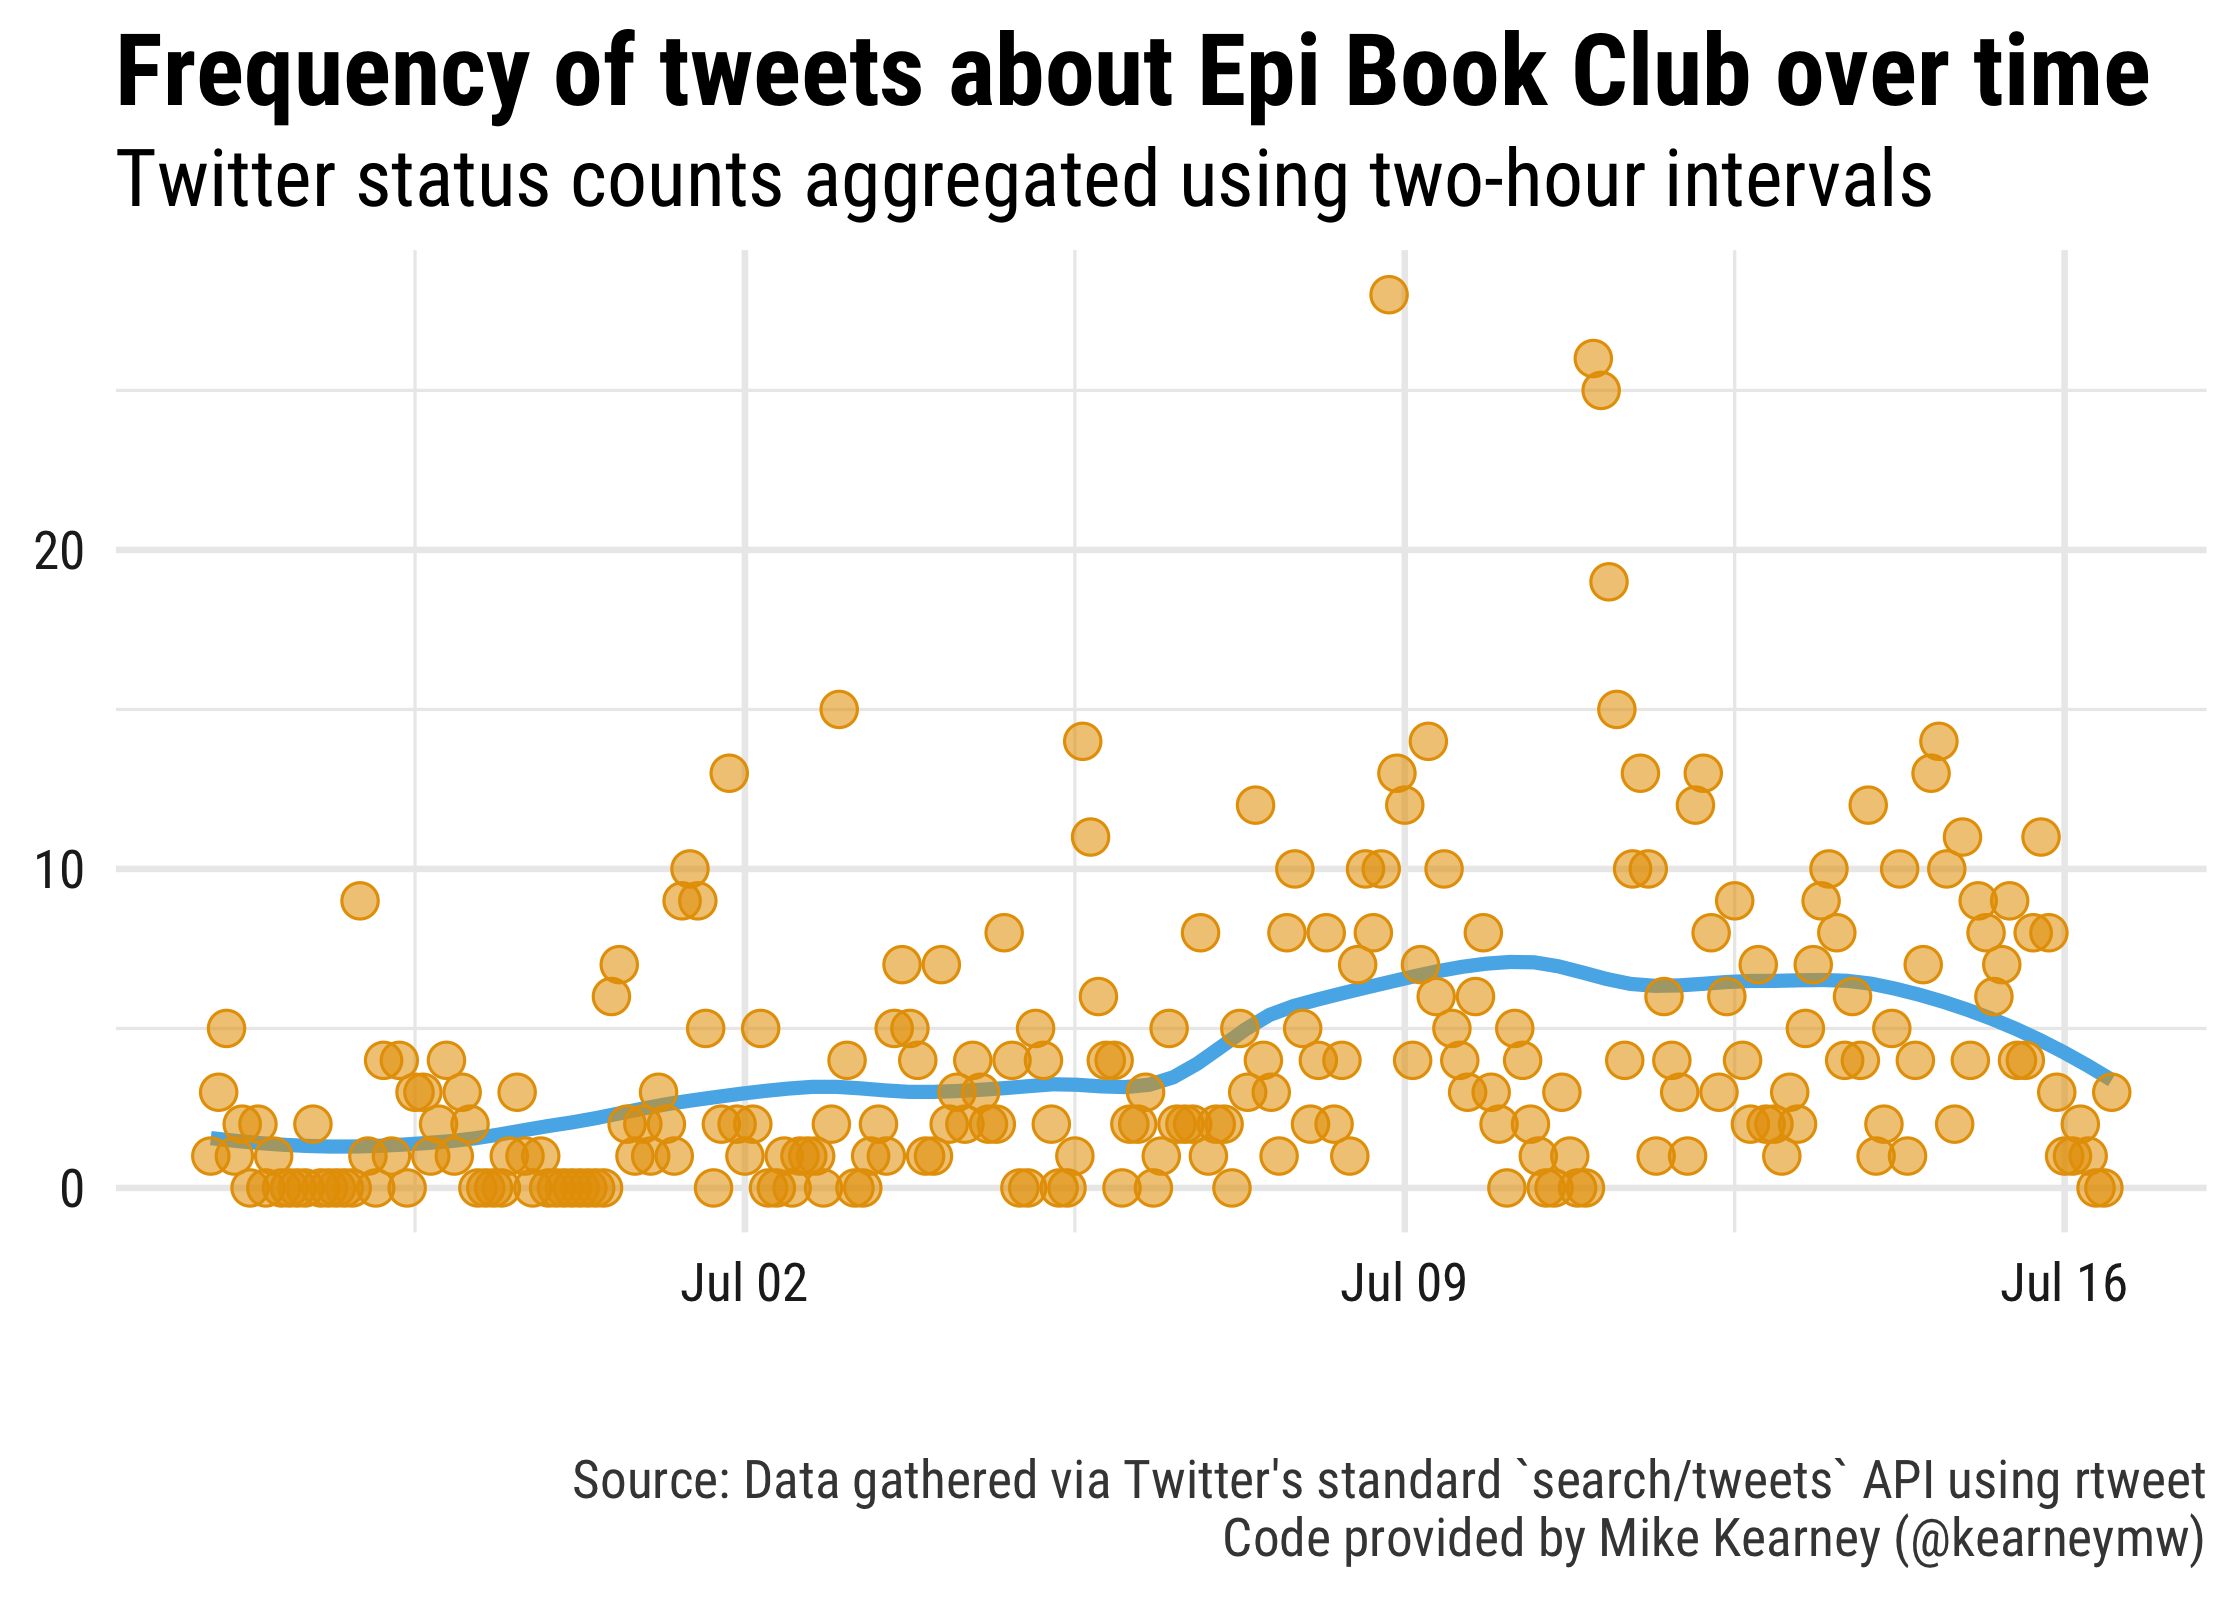 Frequency of tweets about Epi Book Club over time
Twitter status counts aggregated using two-hour intervals
20
10
0
Jul 02 Jul 09 Jul 16
Source: Data gathered via Twitter's standard `search/tweets` API using rtweet
Code provided by Mike Kearney (@kearneymw)